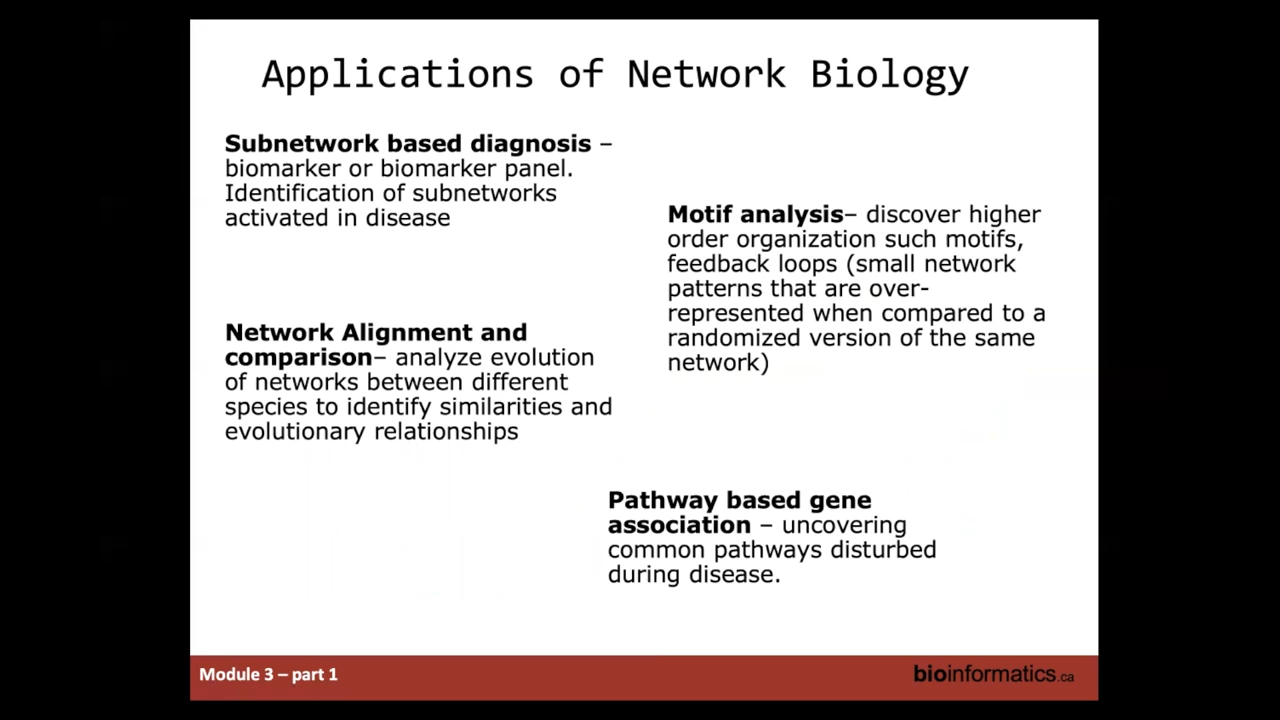 Applications of Network Biology
Subnetwork based diagnosis –
biomarker or biomarker panel.
Identification of subnetworks
activated in disease
Motif analysis– discover higher
order organization such motifs,
feedback loops (small network
patterns that are over-
represented when compared to a
randomized version of the same
network)
Network Alignment and
comparison– analyze evolution
of networks between different
species to identify similarities and
evolutionary relationships
Pathway based gene
association – uncovering
common pathways disturbed
during disease.
Module 3 – part 1
bioinformatics.ca